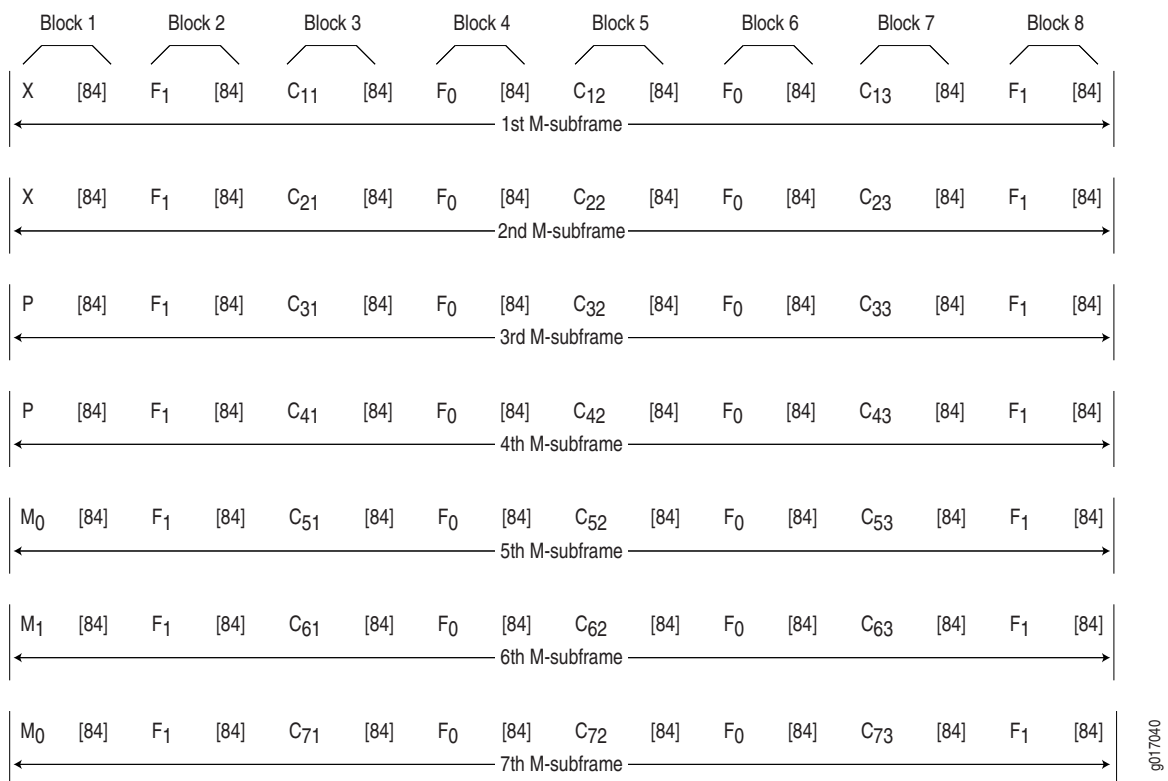 Block 1 Block 2 Block 3 Block 4 Block 5 Block 6 Block 7 Block 8
X [84] F1 [84] C11 [84] F0 [84] C12 [84] F0 [84] C13 [84] F1 [84]
1st M-subframe
X [84] F1 [84] C21 [84] F0 [84] C22 [84] F0 [84] C23 [84] F1 [84]
2nd M-subframe
P [84] F1 [84] C31 [84] F0 [84] C32 [84] F0 [84] C33 [84] F1 [84]
3rd M-subframe
P [84] F1 [84] C41 [84] F0 [84] C42 [84] F0 [84] C43 [84] F1 [84]
4th M-subframe
M0 [84] F1 [84] C51 [84] F0 [84] C52 [84] F0 [84] C53 [84] F1 [84]
5th M-subframe
M1 [84] F1 [84] C61 [84] F0 [84] C62 [84] F0 [84] C63 [84] F1 [84]
6th M-subframe
M0 [84] F1 [84] C71 [84] F0 [84] C72 [84] F0 [84] C73 [84] F1 [84]
7th M-subframe
g017040